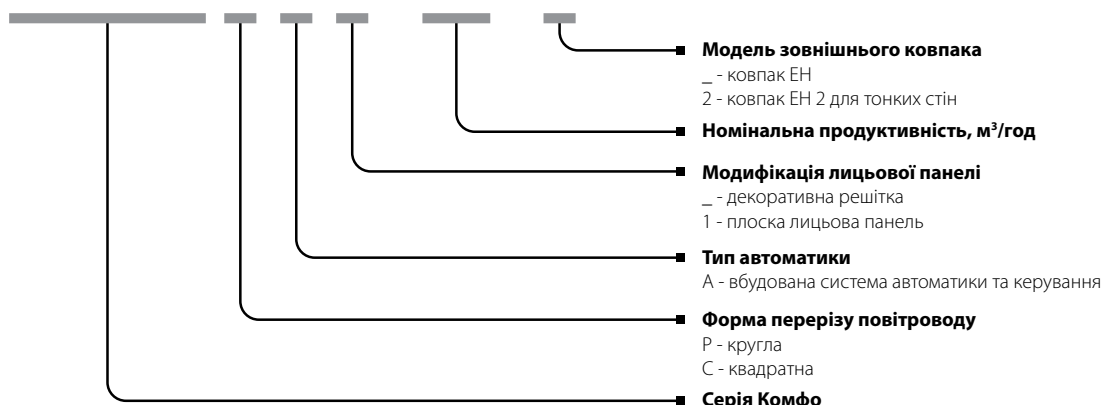 Модель зовнішнього ковпака
_ - ковпак ЕН
2 - ковпак ЕН 2 для тонких стін
Номінальна продуктивність, м³/год
Модифікація лицьової панелі
_ - декоративна решітка
1 - плоска лицьова панель
Тип автоматики
А - вбудована система автоматики та керування
Форма перерізу повітроводу
Р - кругла
С - квадратна
Серія Комфо